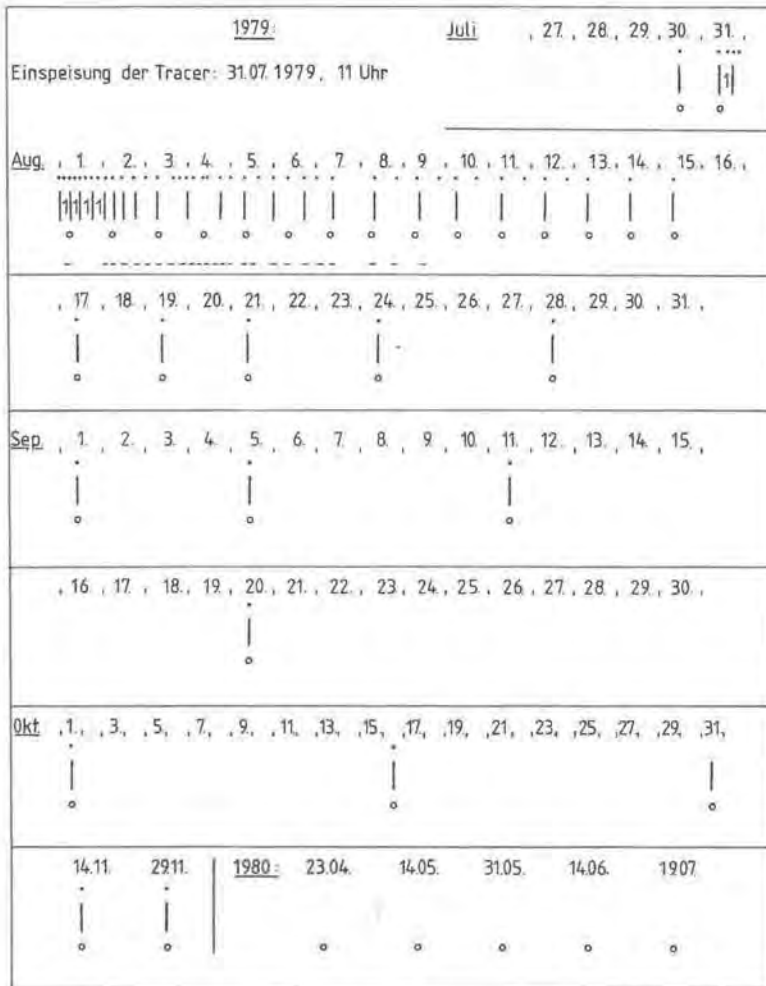 1979: Juli , 27. , 28. , 29. , 30. , 31. ,
Einspeisung der Tracer: 31.07.1979, 11 Uhr
1
Aug. , 1. , 2. , 3. , 4. , 5. , 6. , 7. , 8. , 9. , 10. , 11. , 12. , 13. , 14. , 15. , 16. ,
1 1 1 1
, 17. , 18. , 19. , 20. , 21. , 22. , 23. , 24. , 25. , 26. , 27. , 28. , 29. , 30. , 31. ,
Sep. , 1. , 2. , 3. , 4. , 5. , 6. , 7. , 8. , 9. , 10. , 11. , 12. , 13. , 14. , 15. ,
, 16. , 17. , 18. , 19. , 20. , 21. , 22. , 23. , 24. , 25. , 26. , 27. , 28. , 29. , 30. ,
Okt. ,1., ,3., ,5., ,7., ,9., ,11., ,13., ,15., ,17., ,19., ,21., ,23., ,25., ,27., ,29., ,31.,
14.11. 29.11. 1980: 23.04. 14.05. 31.05. 14.06. 19.07.